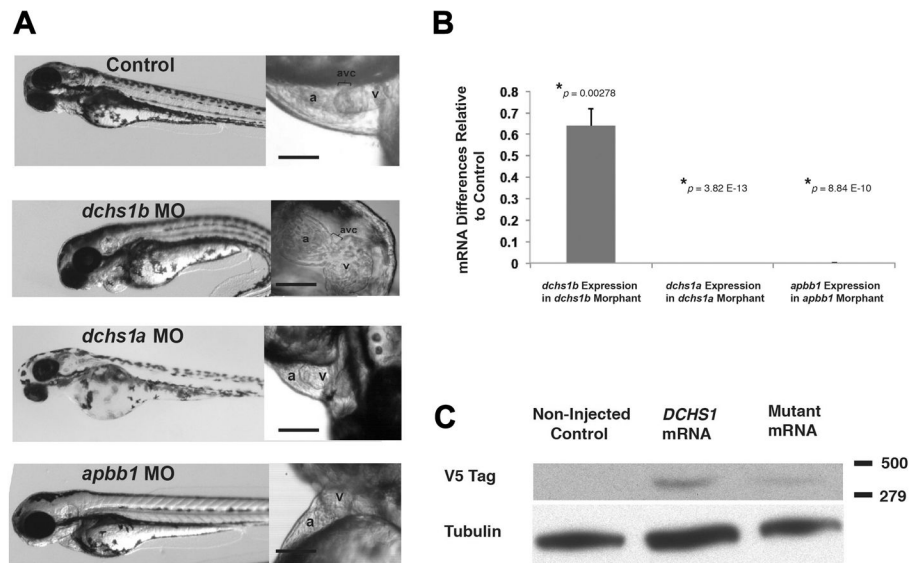 A
Control
avc
a
v
dchs1b MO
avc
a
v
dchs1a MO
a
v
apbb1 MO
v
a
B
mRNA Differences Relative
to Control
0.8
0.7
0.6
0.5
0.4
0.3
0.2
0.1
0
* p = 0.00278
* p = 3.82 E-13
* p = 8.84 E-10
dchs1b Expression
in dchs1b Morphant
dchs1a Expression
in dchs1a Morphant
apbb1 Expression
in apbb1 Morphant
C
Non-Injected
Control
DCHS1
mRNA
Mutant
mRNA
V5 Tag
500
279
Tubulin